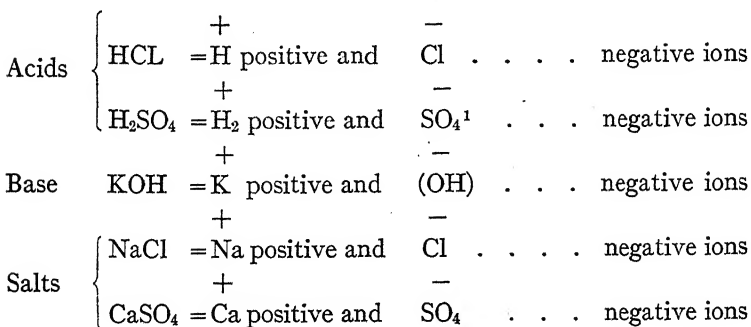 + −
Acids { HCL = H positive and Cl . . . . negative ions
+ −
H₂SO₄ = H₂ positive and SO₄¹ . . . negative ions
+ −
Base KOH = K positive and (OH) . . . negative ions
+ −
Salts { NaCl = Na positive and Cl . . . . negative ions
+ −
CaSO₄ = Ca positive and SO₄ . . . negative ions